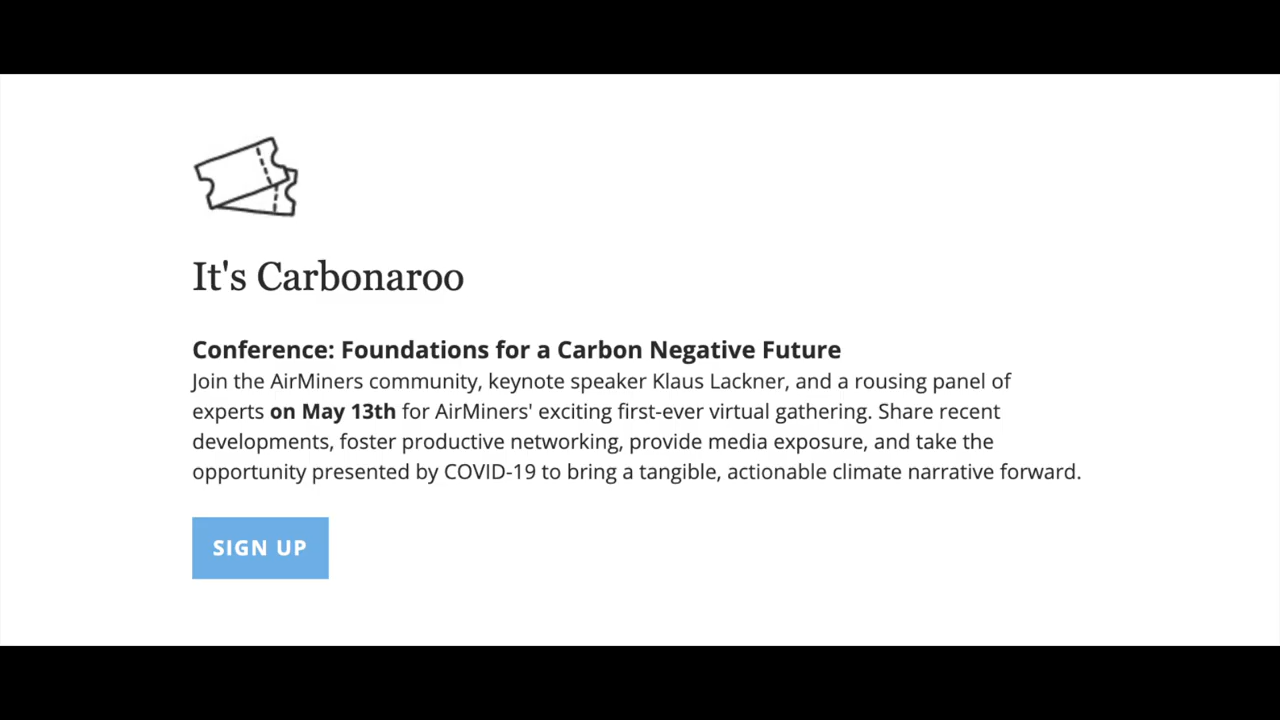 It's Carbonaroo
Conference: Foundations for a Carbon Negative Future
Join the AirMiners community, keynote speaker Klaus Lackner, and a rousing panel of
experts on May 13th for AirMiners' exciting first-ever virtual gathering. Share recent
developments, foster productive networking, provide media exposure, and take the
opportunity presented by COVID-19 to bring a tangible, actionable climate narrative forward.
SIGN UP